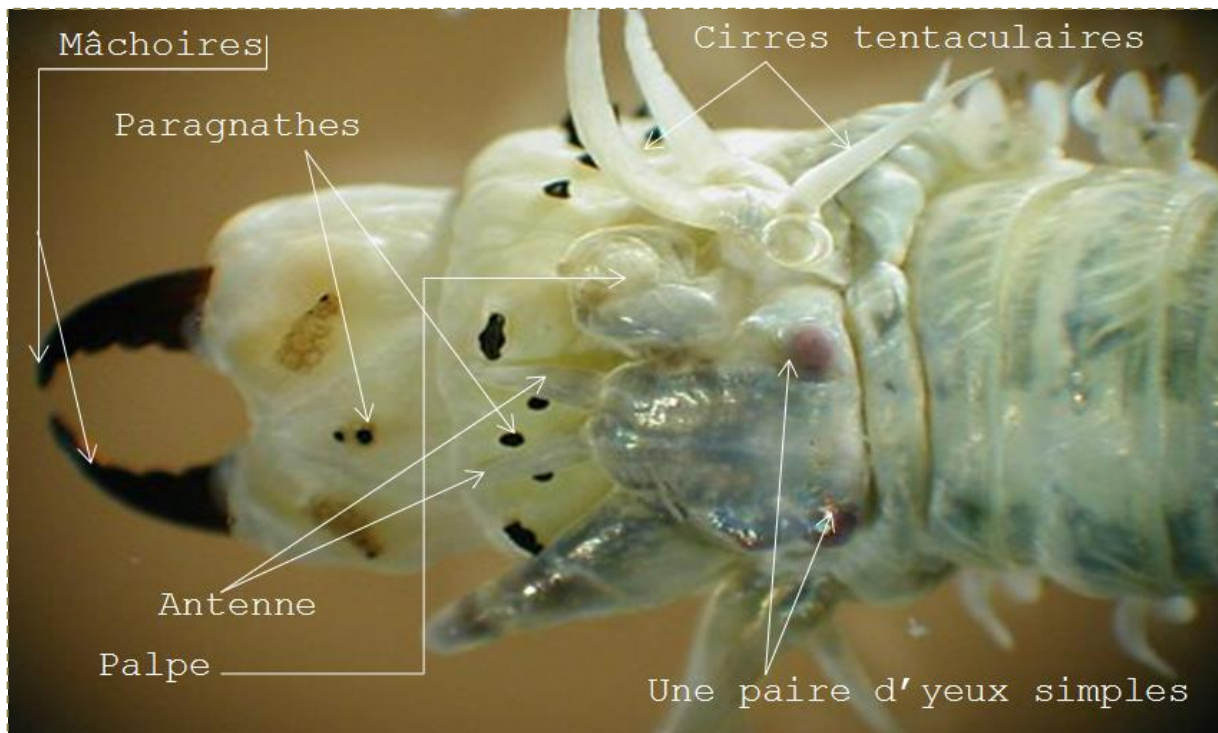 Mâchoires
Cirres tentaculaires
Paragnathes
Antenne
Palpe
Une paire d'yeux simples